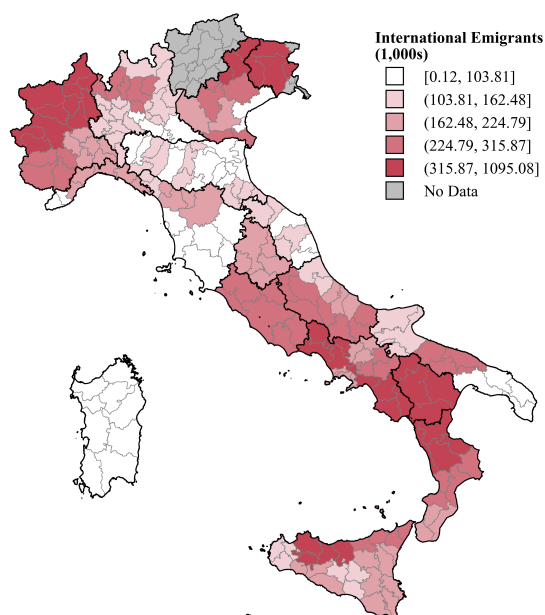 International Emigrants
(1,000s)
[0.12, 103.81]
(103.81, 162.48]
(162.48, 224.79]
(224.79, 315.87]
(315.87, 1095.08]
No Data